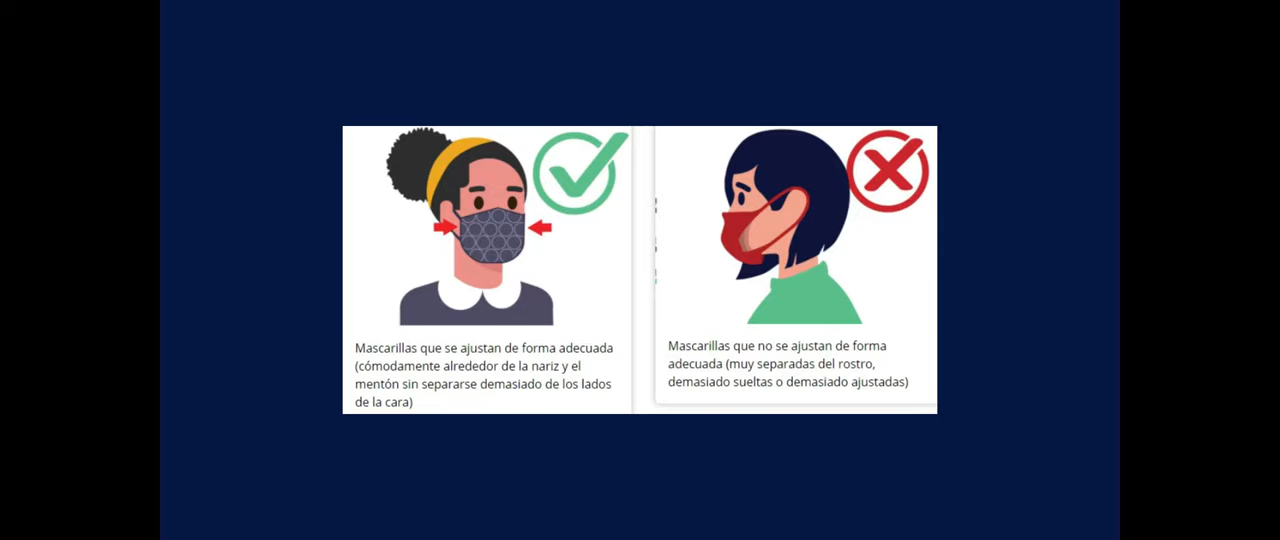 Mascarillas que se ajustan de forma adecuada
(cómodamente alrededor de la nariz y el
mentón sin separarse demasiado de los lados
de la cara)
Mascarillas que no se ajustan de forma
adecuada (muy separadas del rostro,
demasiado sueltas o demasiado ajustadas)